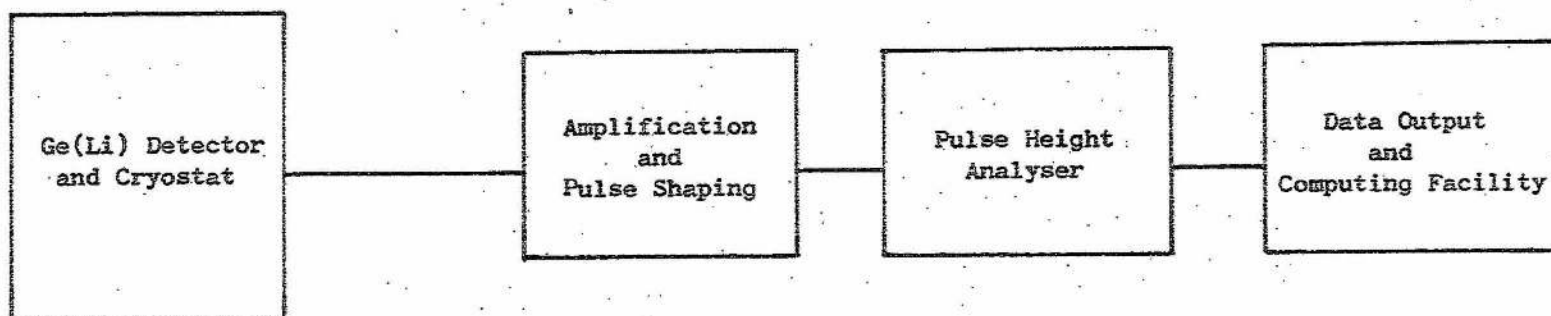 Ge(Li) Detector
and Cryostat
Amplification
and
Pulse Shaping
Pulse Height
Analyser
Data Output
and
Computing Facility